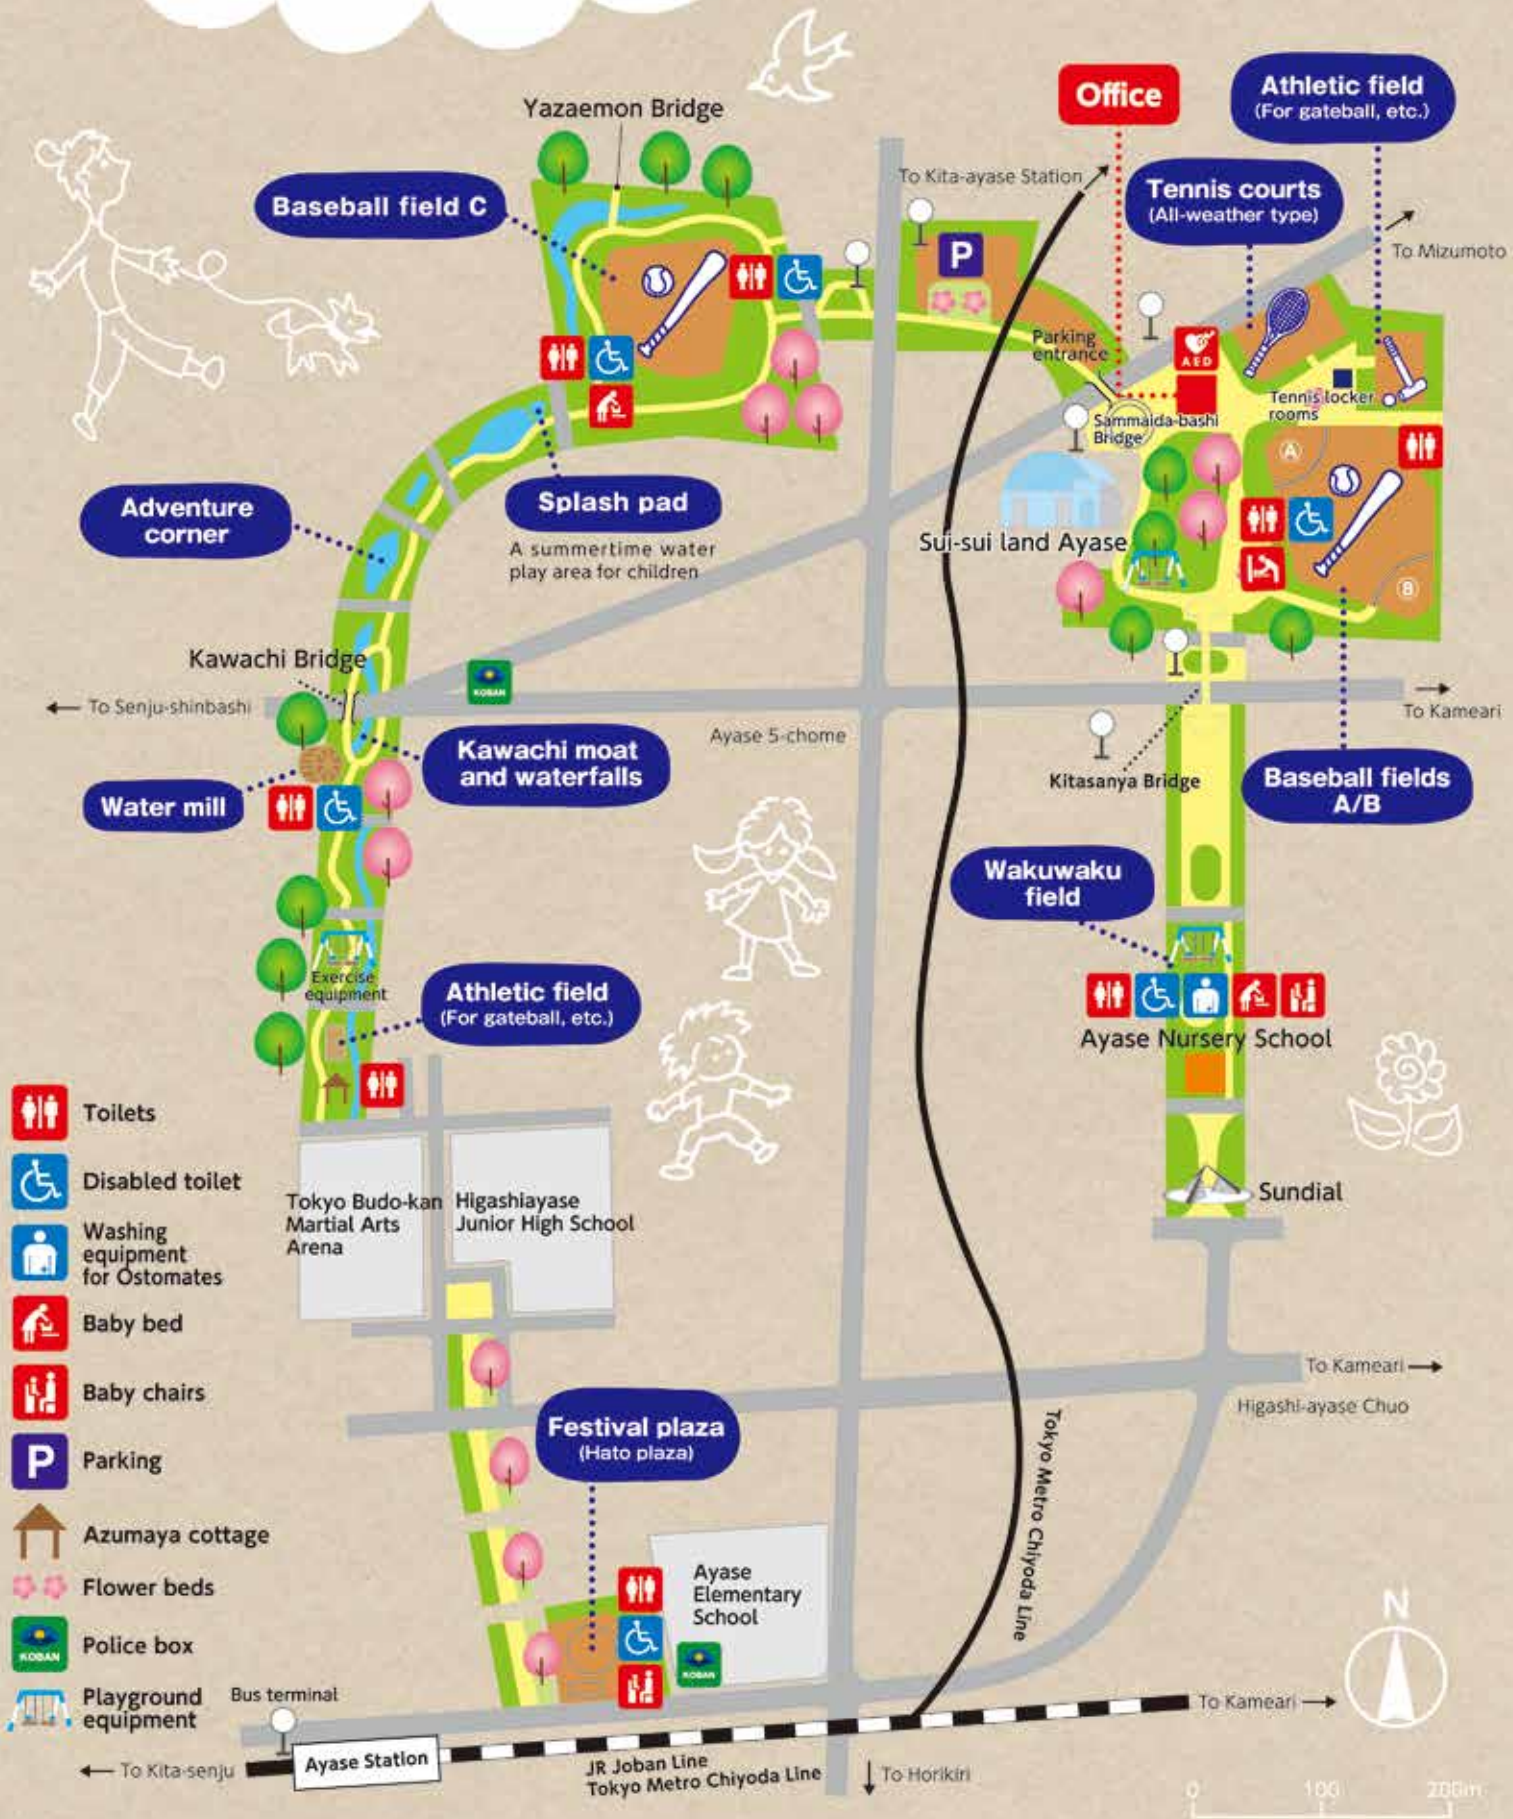 Yazaemon Bridge
Office
Athletic field
(For gateball, etc.)
To Kita-ayase Station
Tennis courts
(All-weather type)
Baseball field C
To Mizumoto
P
Parking
entrance
AED
Tennis locker
rooms
Sammaida-bashi
Bridge
A
Adventure
corner
Splash pad
A summertime water
play area for children
Sui-sui land Ayase
B
Kawachi Bridge
KOBAN
To Senju-shinbashi
To Kameari
Ayase 5-chome
Kawachi moat
and waterfalls
Kitasanya Bridge
Baseball fields
A/B
Water mill
Wakuwaku
field
Exercise
equipment
Athletic field
(For gateball, etc.)
Ayase Nursery School
Toilets
Disabled toilet
Washing
equipment
for Ostomates
Baby bed
Baby chairs
P
Parking
Azumaya cottage
Flower beds
KOBAN
Police box
Playground
equipment
Tokyo Budo-kan
Martial Arts
Arena
Higashiayase
Junior High School
Sundial
To Kameari
Higashi-ayase Chuo
Festival plaza
(Hato plaza)
Tokyo Metro Chiyoda Line
Ayase
Elementary
School
KOBAN
N
Bus terminal
To Kameari
To Kita-senju
Ayase Station
JR Joban Line
Tokyo Metro Chiyoda Line
To Horikiri
0 100 200m